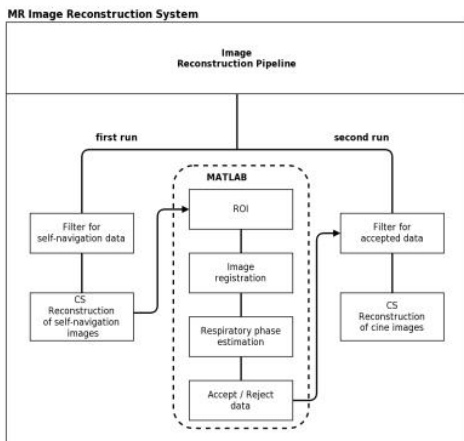 MR Image Reconstruction System
Image
Reconstruction Pipeline
first run
second run
MATLAB
Filter for
self-navigation data
CS
Reconstruction
of self-navigation
images
ROI
Image
registration
Respiratory phase
estimation
Accept / Reject
data
Filter for
accepted data
CS
Reconstruction
of cine images